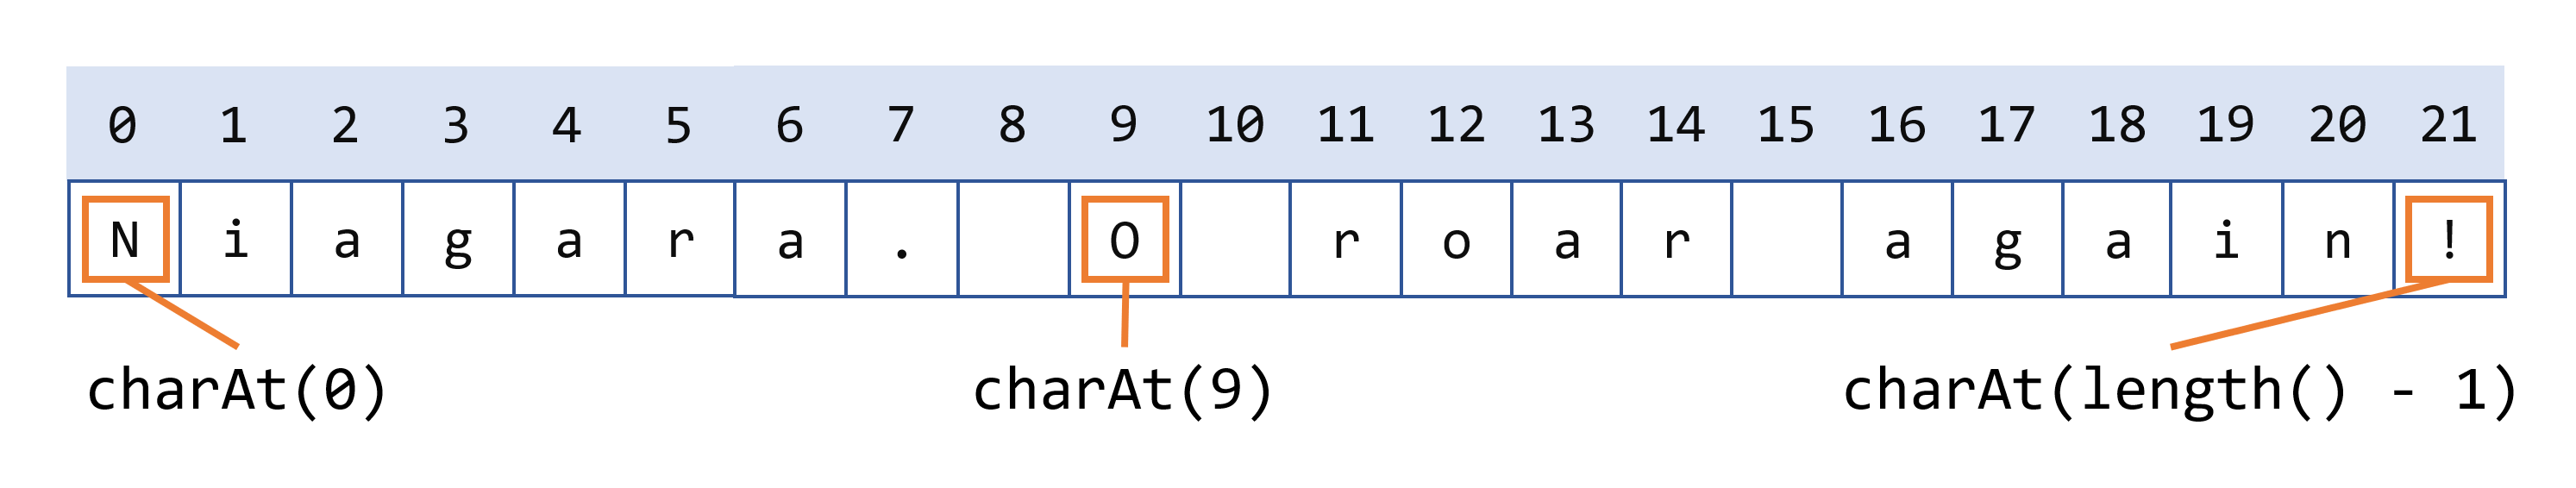 0 1 2 3 4 5 6 7 8 9 10 11 12 13 14 15 16 17 18 19 20 21
N i a g a r a .   O   r o a r   a g a i n !
charAt(0) charAt(9) charAt(length() - 1)